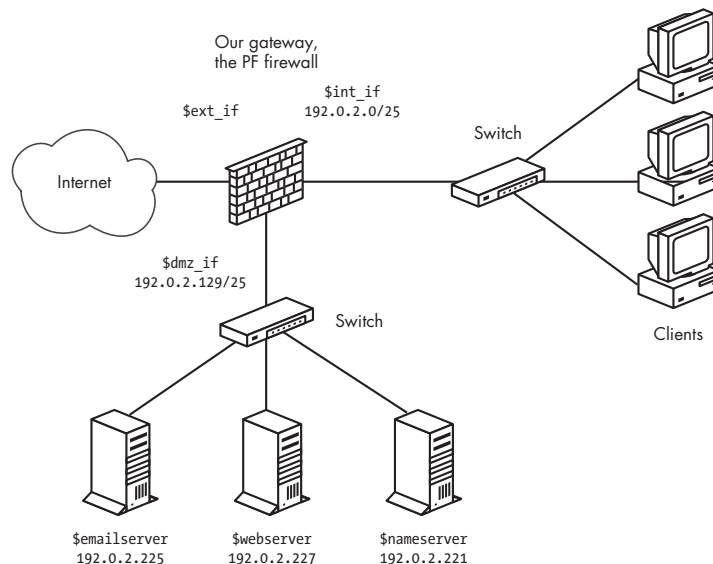 Our gateway,
the PF firewall
$int_if
192.0.2.0/25
$ext_if
Switch
Internet
$dmz_if
192.0.2.129/25
Switch
Clients
$emailserver
192.0.2.225
$webserver
192.0.2.227
$nameserver
192.0.2.221